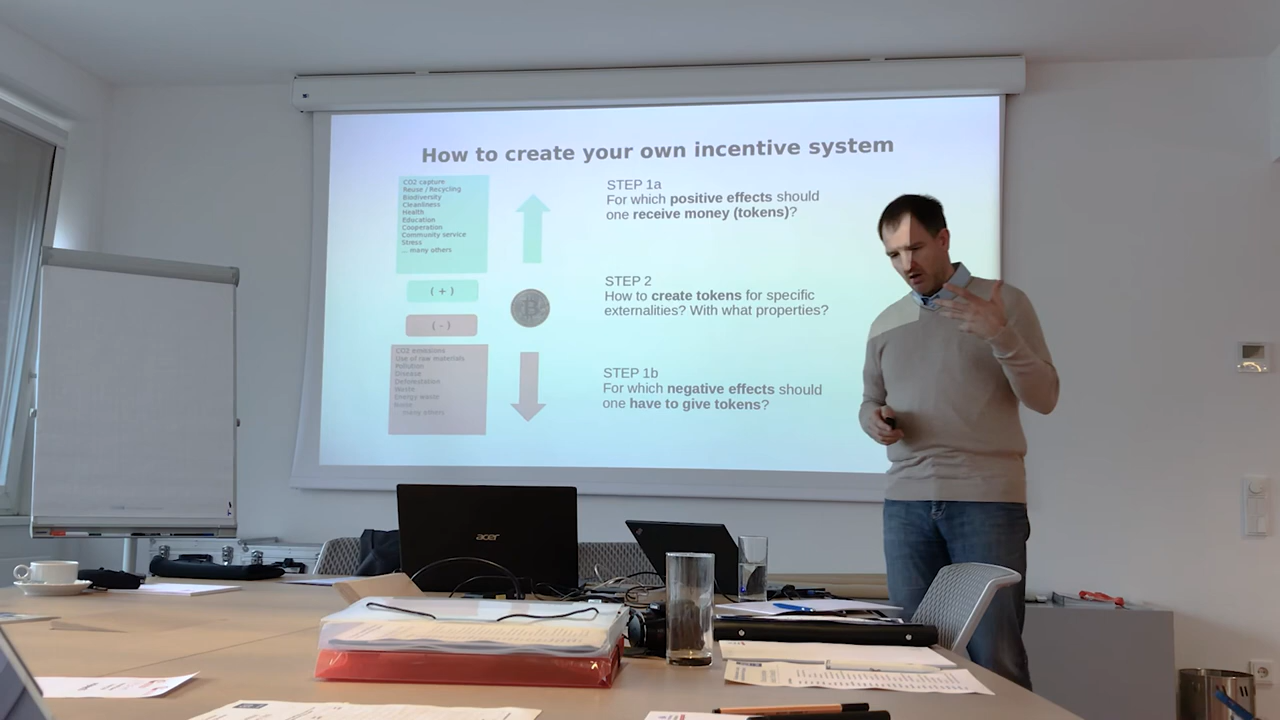 How to create your own incentive system
CO2 capture
Reuse / Recycling
Biodiversity
Cleanliness
Health
Education
Cooperation
Community service
Stress
... many others
( + )
( - )
CO2 emissions
Use of raw materials
Pollution
Disease
Deforestation
Waste
Energy waste
Noise
many others
STEP 1a
For which positive effects should
one receive money (tokens)?
STEP 2
How to create tokens for specific
externalities? With what properties?
STEP 1b
For which negative effects should
one have to give tokens?
acer